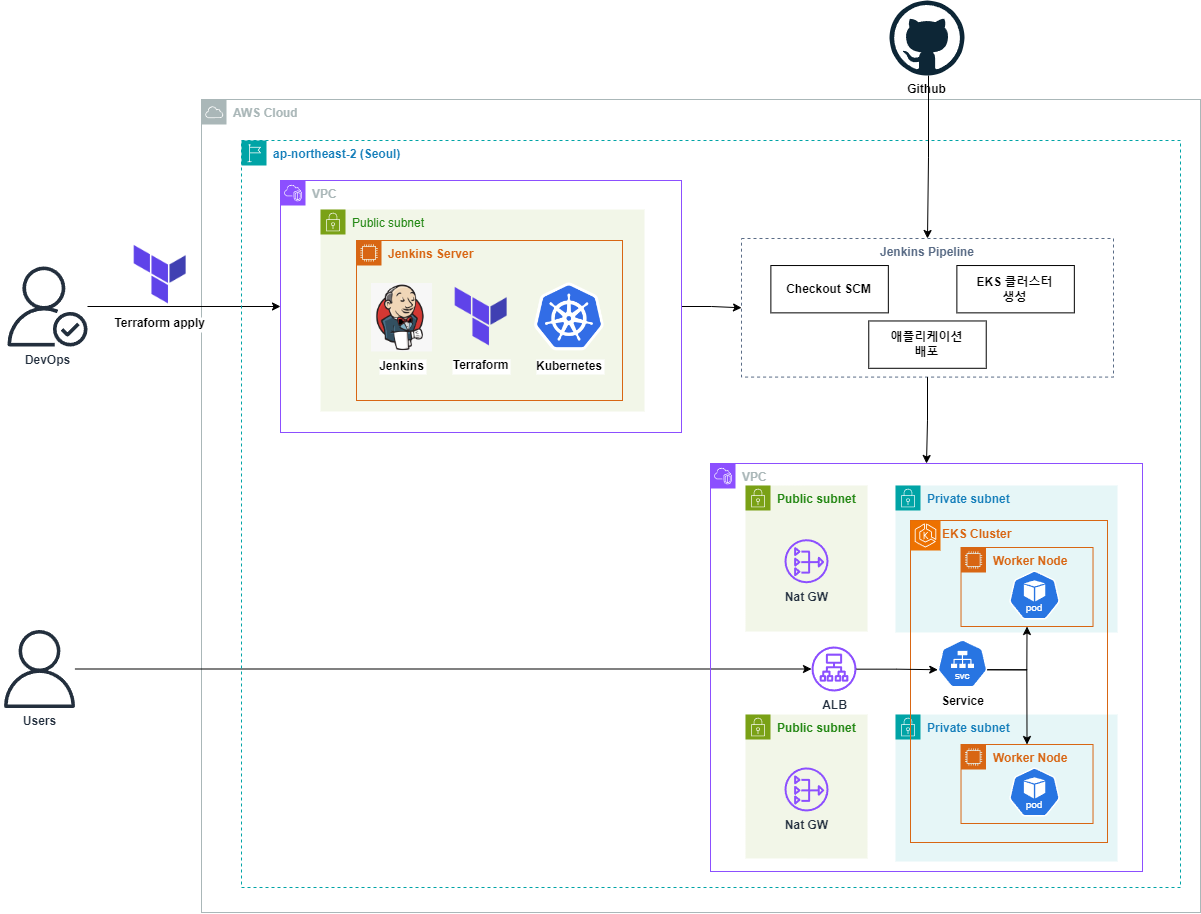 Github
AWS Cloud
ap-northeast-2 (Seoul)
VPC
Public subnet
Jenkins Server
Jenkins
Terraform
Kubernetes
Terraform apply
DevOps
Jenkins Pipeline
Checkout SCM
EKS 클러스터
생성
애플리케이션
배포
VPC
Public subnet
Nat GW
Private subnet
EKS Cluster
Worker Node
pod
Users
ALB
svc
Service
Public subnet
Nat GW
Private subnet
Worker Node
pod